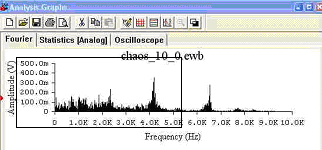 Analysis Graphs
Fourier Statistics [Analog] Oscilloscope
chaos_10_0.ewb
Amplitude (V)
500.0m
400.0m
300.0m
200.0m
100.0m
0
0 1.0K 2.0K 3.0K 4.0K 5.0K 6.0K 7.0K 8.0K 9.0K 10.0K
Frequency (Hz)